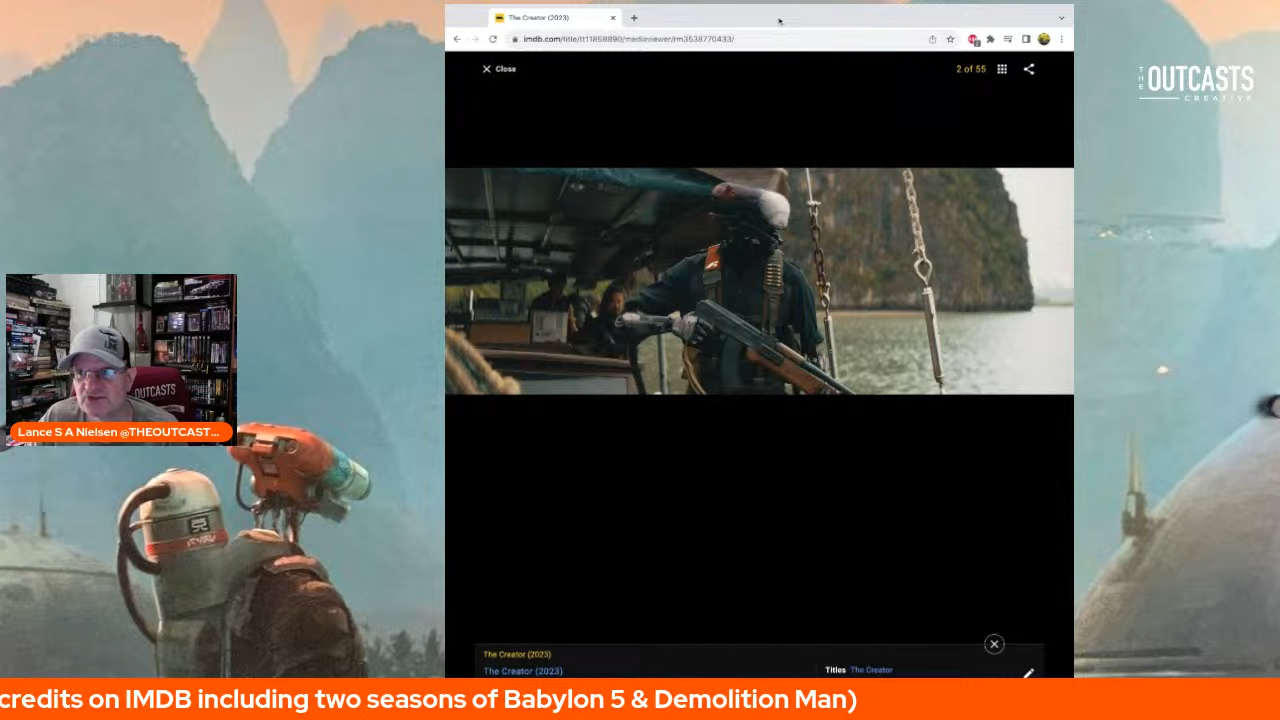 The Creator (2023)
imdb.com/title/tt11858890/mediaviewer/rm3538770433/
Close
2 of 55
THE
OUTCASTS
CREATIVE
OUTCASTS
Lance S A Nielsen @THEOUTCAST...
The Creator (2023)
The Creator (2023)
Titles The Creator
credits on IMDB including two seasons of Babylon 5 & Demolition Man)